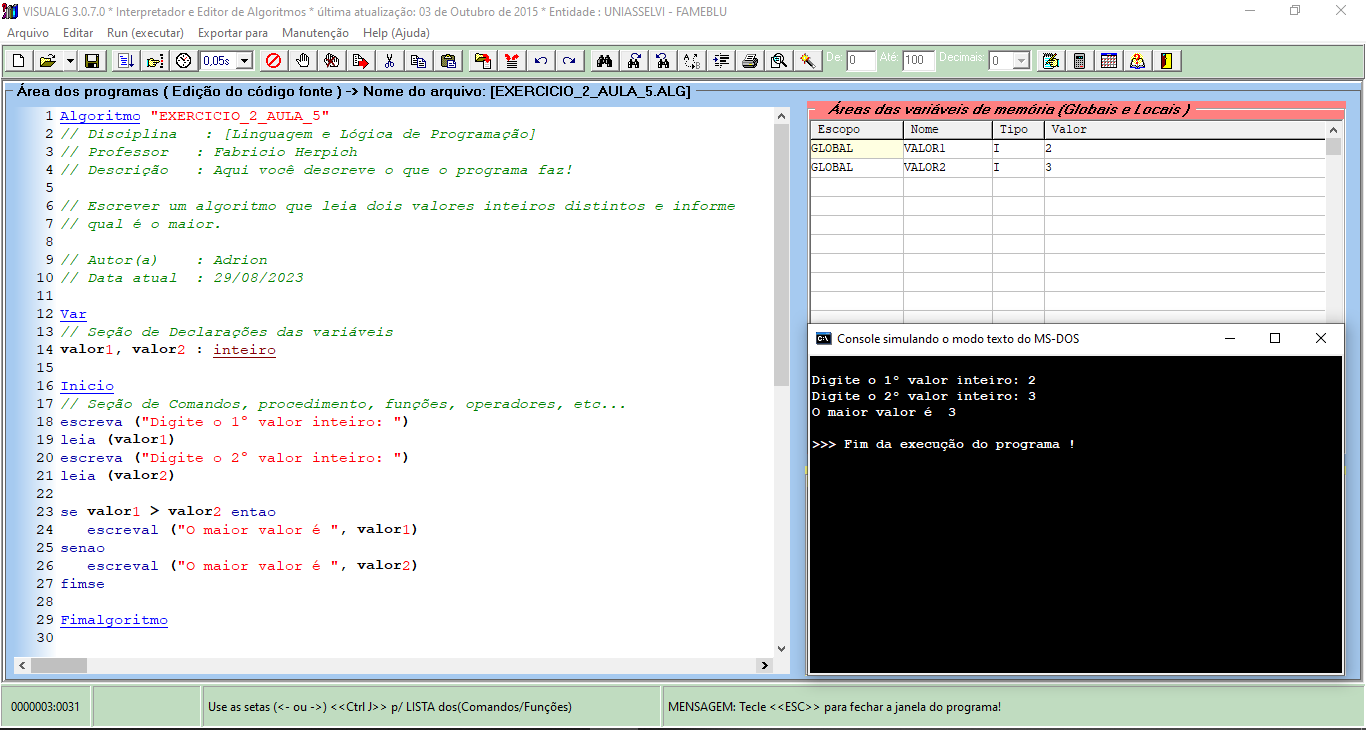 VISUALG 3.0.7.0 * Interpretador e Editor de Algoritmos * última atualização: 03 de Outubro de 2015 * Entidade : UNIASSELVI - FAMEBLU
Arquivo Editar Run (executar) Exportar para Manutenção Help (Ajuda)
0,05s De: 0 Até: 100 Decimais: 0
Área dos programas ( Edição do código fonte ) -> Nome do arquivo: [EXERCICIO_2_AULA_5.ALG]
1 Algoritmo "EXERCICIO_2_AULA_5"
2 // Disciplina   : [Linguagem e Lógica de Programação]
3 // Professor   : Fabricio Herpich
4 // Descrição   : Aqui você descreve o que o programa faz!
5
6 // Escrever um algoritmo que leia dois valores inteiros distintos e informe
7 // qual é o maior.
8
9 // Autor(a)    : Adrion
10 // Data atual  : 29/08/2023
11
12 Var
13 // Seção de Declarações das variáveis
14 valor1, valor2 : inteiro
15
16 Inicio
17 // Seção de Comandos, procedimento, funções, operadores, etc...
18 escreva ("Digite o 1º valor inteiro: ")
19 leia (valor1)
20 escreva ("Digite o 2º valor inteiro: ")
21 leia (valor2)
22
23 se valor1 > valor2 entao
24    escreval ("O maior valor é ", valor1)
25 senao
26    escreval ("O maior valor é ", valor2)
27 fimse
28
29 Fimalgoritmo
30
Áreas das variáveis de memória (Globais e Locais )
Escopo Nome Tipo Valor
GLOBAL VALOR1 I 2
GLOBAL VALOR2 I 3
Console simulando o modo texto do MS-DOS
Digite o 1º valor inteiro: 2
Digite o 2º valor inteiro: 3
O maior valor é  3
>>> Fim da execução do programa !
0000003:0031 Use as setas (<- ou ->) <<Ctrl J>> p/ LISTA dos(Comandos/Funções) MENSAGEM: Tecle <<ESC>> para fechar a janela do programa!